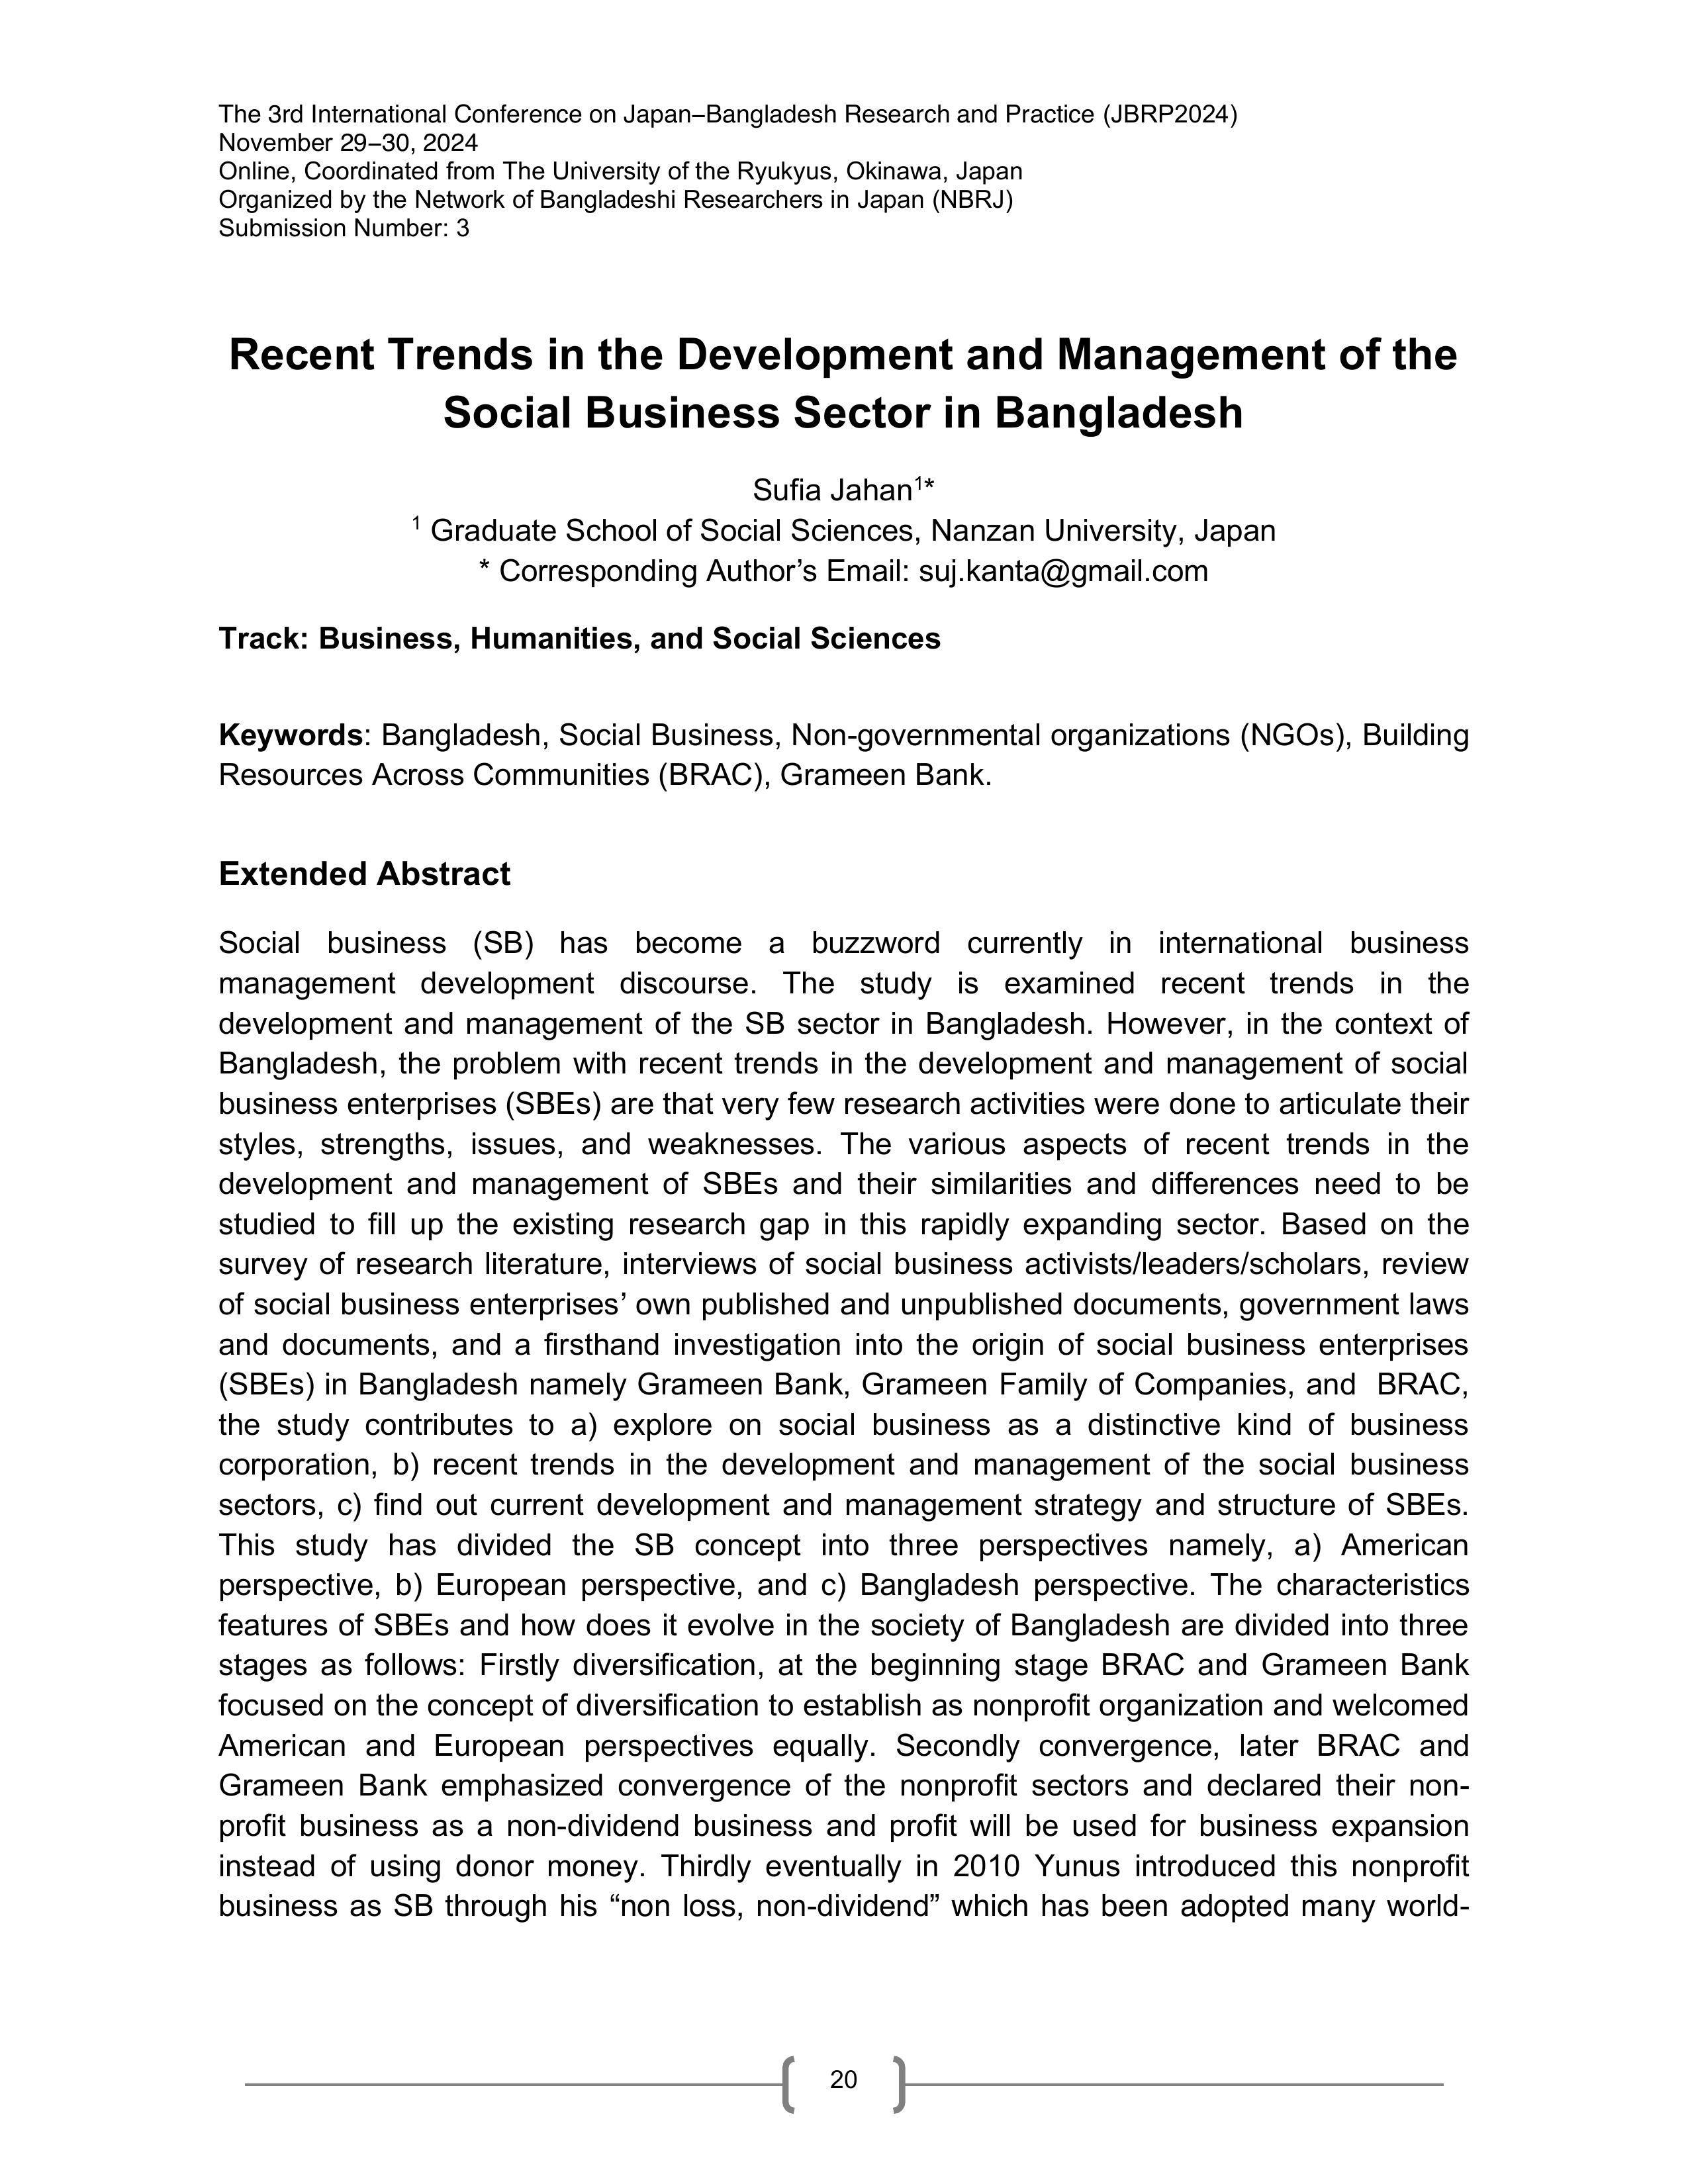 The 3rd International Conference on Japan–Bangladesh Research and Practice (JBRP2024)
November 29–30, 2024
Online, Coordinated from The University of the Ryukyus, Okinawa, Japan
Organized by the Network of Bangladeshi Researchers in Japan (NBRJ)
Submission Number: 3
Recent Trends in the Development and Management of the
Social Business Sector in Bangladesh
Sufia Jahan1*
1 Graduate School of Social Sciences, Nanzan University, Japan
* Corresponding Author’s Email: suj.kanta@gmail.com
Track: Business, Humanities, and Social Sciences
Keywords: Bangladesh, Social Business, Non-governmental organizations (NGOs), Building
Resources Across Communities (BRAC), Grameen Bank.
Extended Abstract
Social business (SB) has become a buzzword currently in international business
management development discourse. The study is examined recent trends in the
development and management of the SB sector in Bangladesh. However, in the context of
Bangladesh, the problem with recent trends in the development and management of social
business enterprises (SBEs) are that very few research activities were done to articulate their
styles, strengths, issues, and weaknesses. The various aspects of recent trends in the
development and management of SBEs and their similarities and differences need to be
studied to fill up the existing research gap in this rapidly expanding sector. Based on the
survey of research literature, interviews of social business activists/leaders/scholars, review
of social business enterprises’ own published and unpublished documents, government laws
and documents, and a firsthand investigation into the origin of social business enterprises
(SBEs) in Bangladesh namely Grameen Bank, Grameen Family of Companies, and BRAC,
the study contributes to a) explore on social business as a distinctive kind of business
corporation, b) recent trends in the development and management of the social business
sectors, c) find out current development and management strategy and structure of SBEs.
This study has divided the SB concept into three perspectives namely, a) American
perspective, b) European perspective, and c) Bangladesh perspective. The characteristics
features of SBEs and how does it evolve in the society of Bangladesh are divided into three
stages as follows: Firstly diversification, at the beginning stage BRAC and Grameen Bank
focused on the concept of diversification to establish as nonprofit organization and welcomed
American and European perspectives equally. Secondly convergence, later BRAC and
Grameen Bank emphasized convergence of the nonprofit sectors and declared their non-
profit business as a non-dividend business and profit will be used for business expansion
instead of using donor money. Thirdly eventually in 2010 Yunus introduced this nonprofit
business as SB through his “non loss, non-dividend” which has been adopted many world-
20